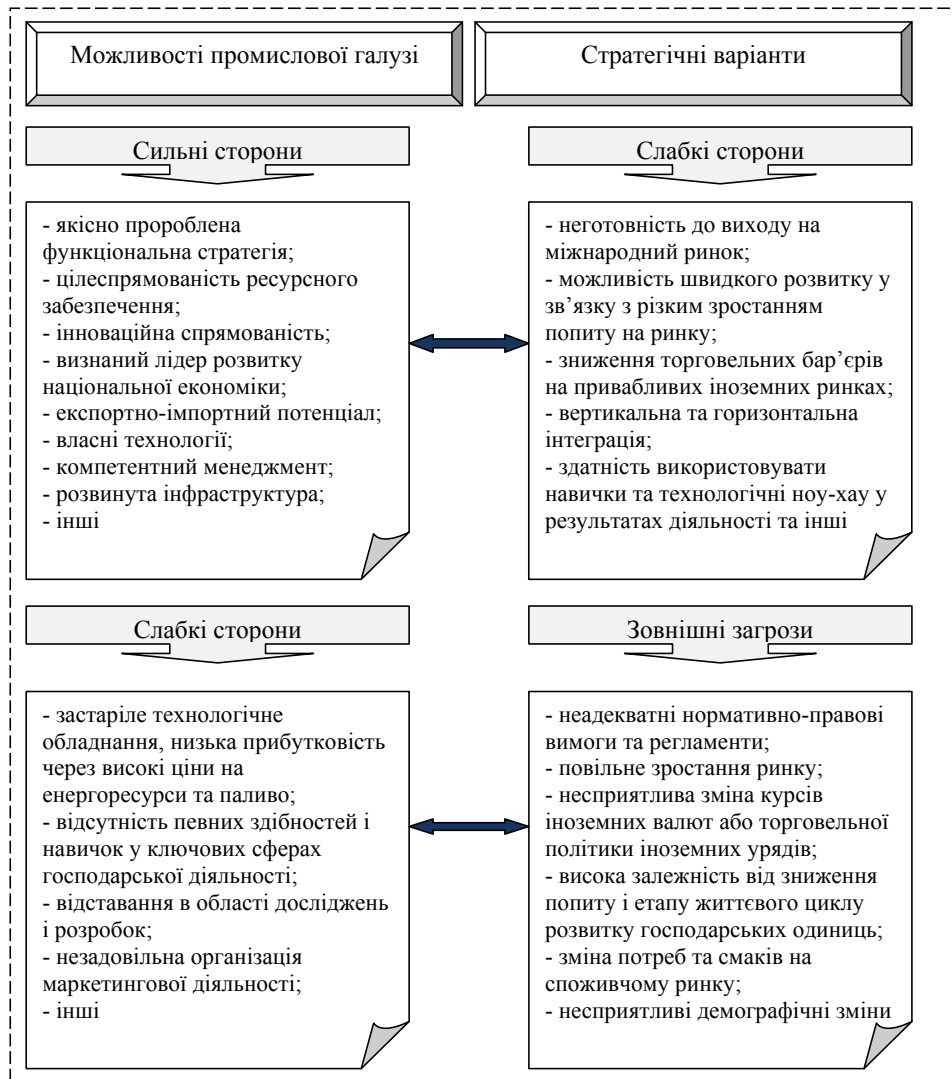 Можливості промислової галузі
Стратегічні варіанти
Сильні сторони
- якісно пророблена
функціональна стратегія;
- цілеспрямованість ресурсного
забезпечення;
- інноваційна спрямованість;
- визнаний лідер розвитку
національної економіки;
- експортно-імпортний потенціал;
- власні технології;
- компетентний менеджмент;
- розвинута інфраструктура;
- інші
Слабкі сторони
- неготовність до виходу на
міжнародний ринок;
- можливість швидкого розвитку у
зв’язку з різким зростанням
попиту на ринку;
- зниження торговельних бар’єрів
на привабливих іноземних ринках;
- вертикальна та горизонтальна
інтеграція;
- здатність використовувати
навички та технологічні ноу-хау у
результатах діяльності та інші
Слабкі сторони
- застаріле технологічне
обладнання, низька прибутковість
через високі ціни на
енергоресурси та паливо;
- відсутність певних здібностей і
навичок у ключових сферах
господарської діяльності;
- відставання в області досліджень
і розробок;
- незадовільна організація
маркетингової діяльності;
- інші
Зовнішні загрози
- неадекватні нормативно-правові
вимоги та регламенти;
- повільне зростання ринку;
- несприятлива зміна курсів
іноземних валют або торговельної
політики іноземних урядів;
- висока залежність від зниження
попиту і етапу життєвого циклу
розвитку господарських одиниць;
- зміна потреб та смаків на
споживчому ринку;
- несприятливі демографічні зміни